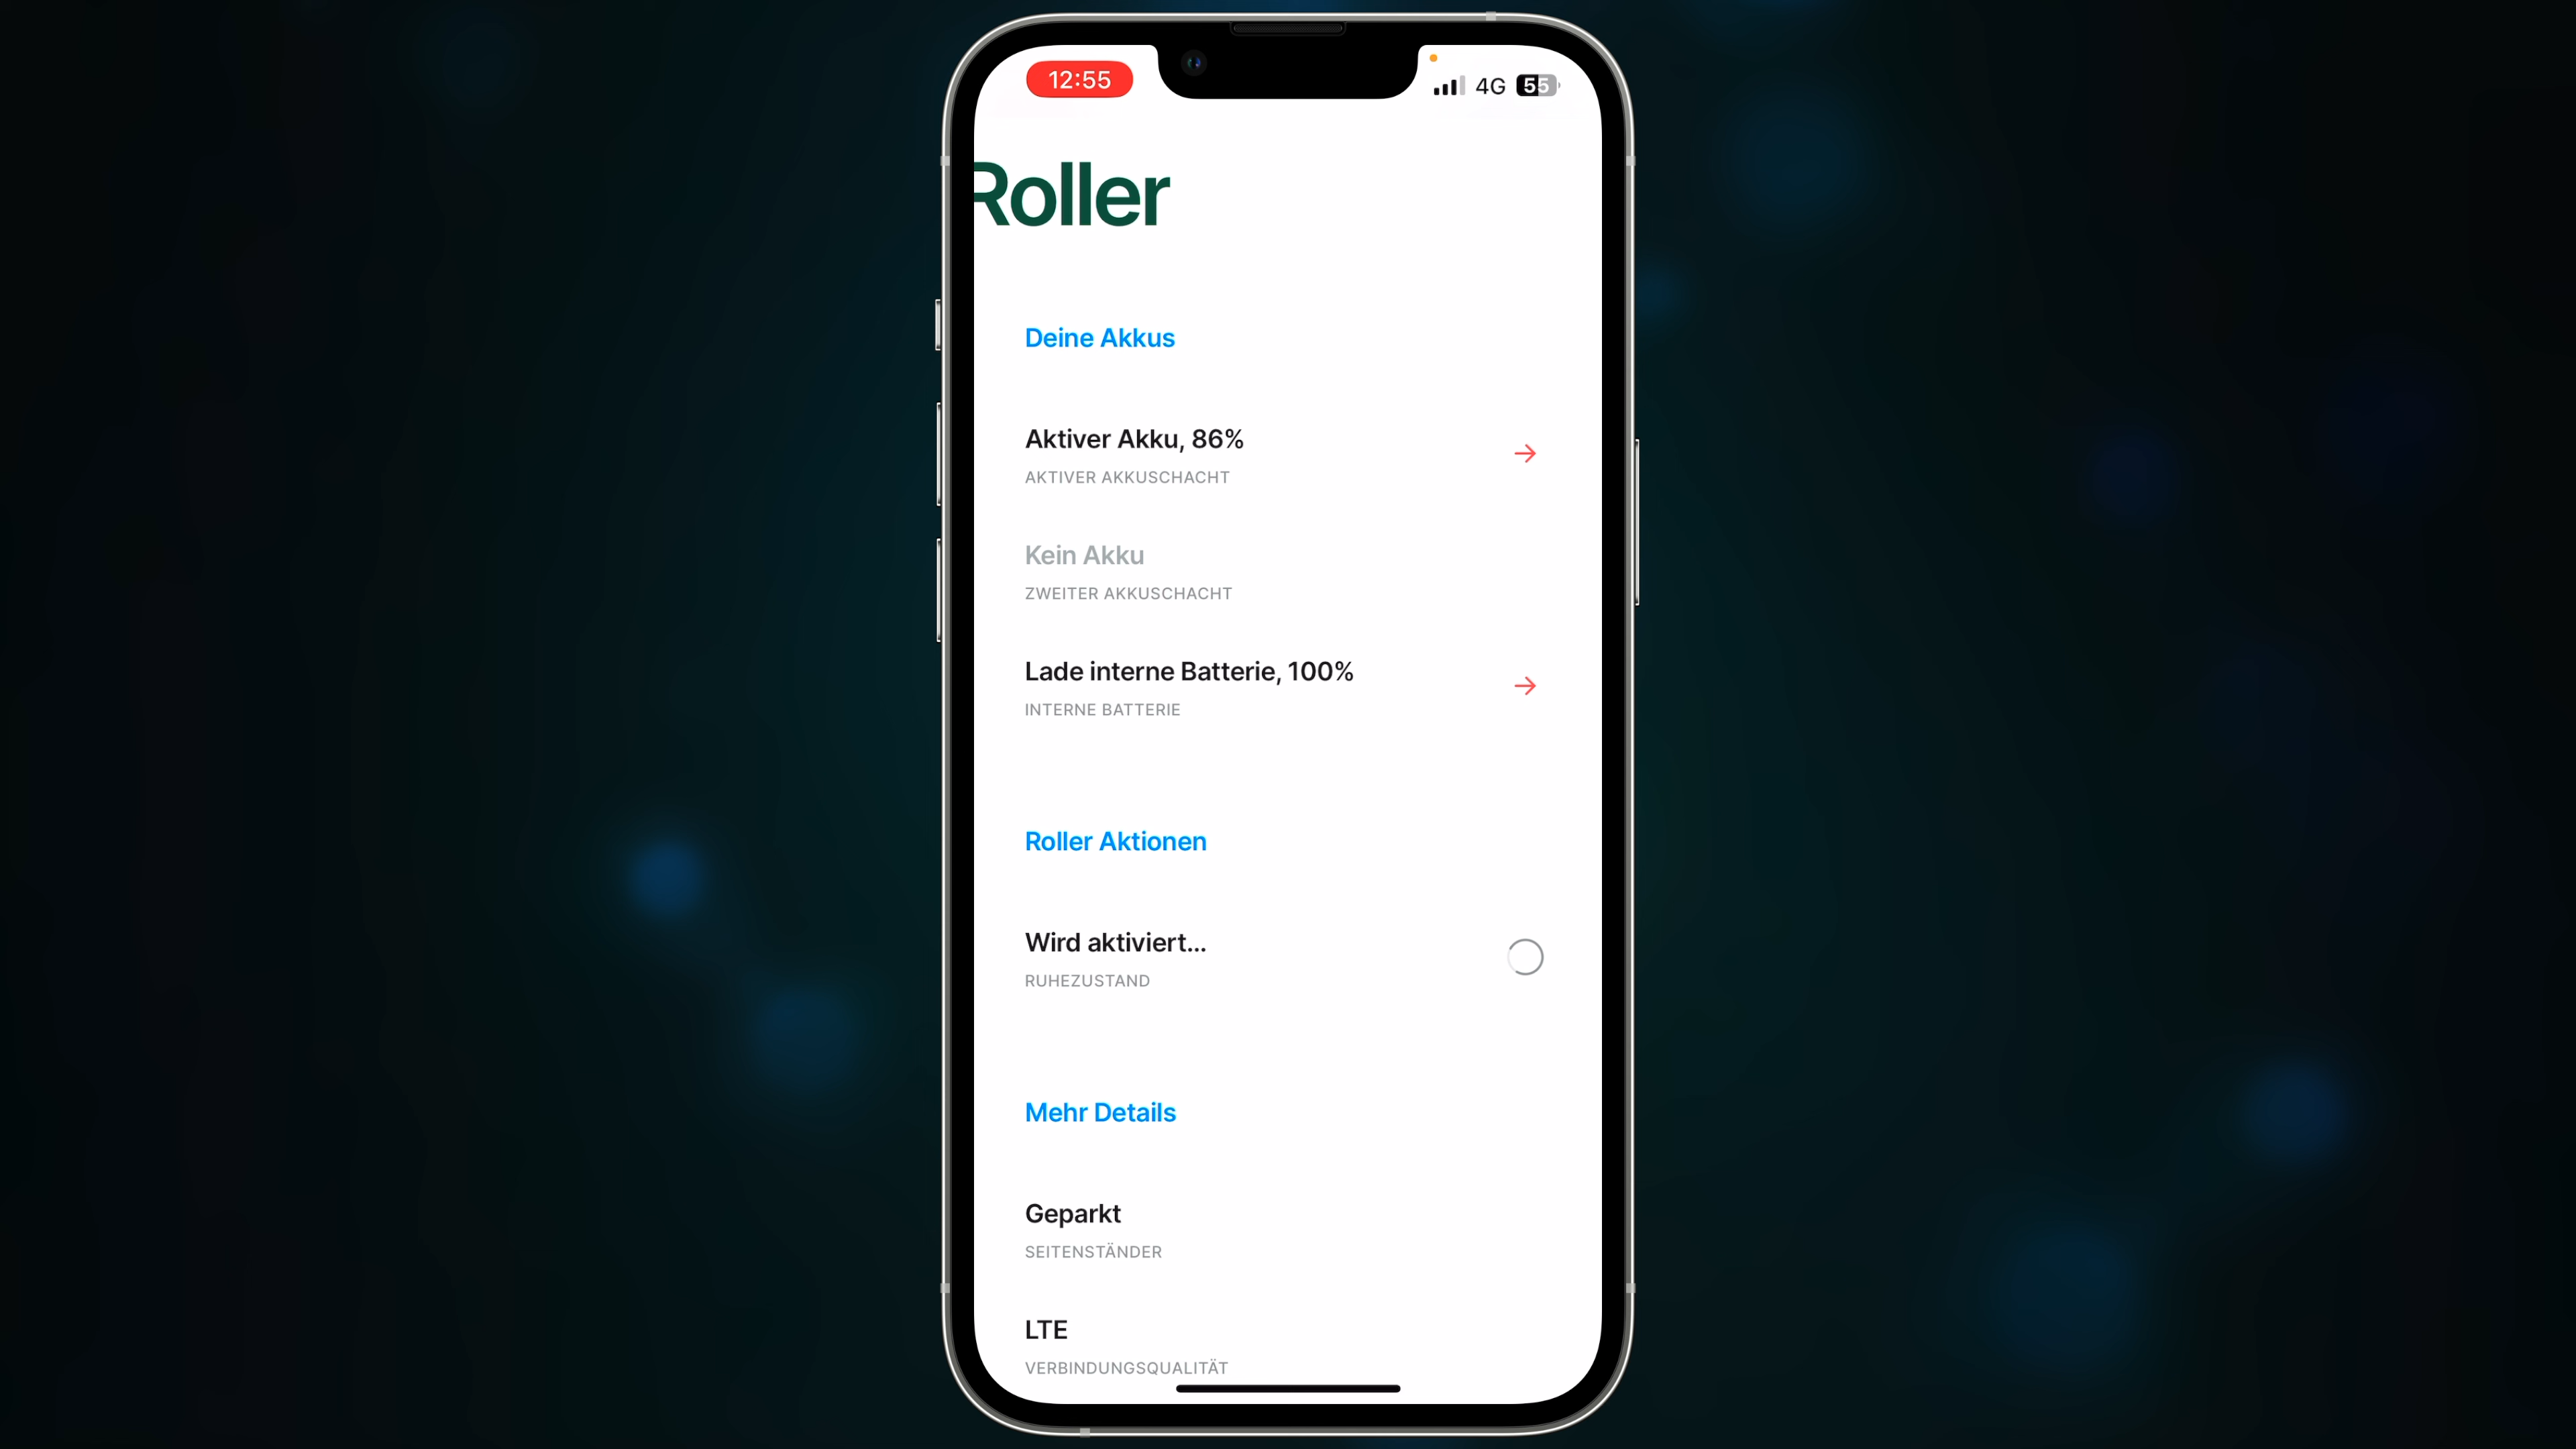 12:55
4G 55
Roller
Deine Akkus
Aktiver Akku, 86%
AKTIVER AKKUSCHACHT
Kein Akku
ZWEITER AKKUSCHACHT
Lade interne Batterie, 100%
INTERNE BATTERIE
Roller Aktionen
Wird aktiviert...
RUHEZUSTAND
Mehr Details
Geparkt
SEITENSTÄNDER
LTE
VERBINDUNGSQUALITÄT